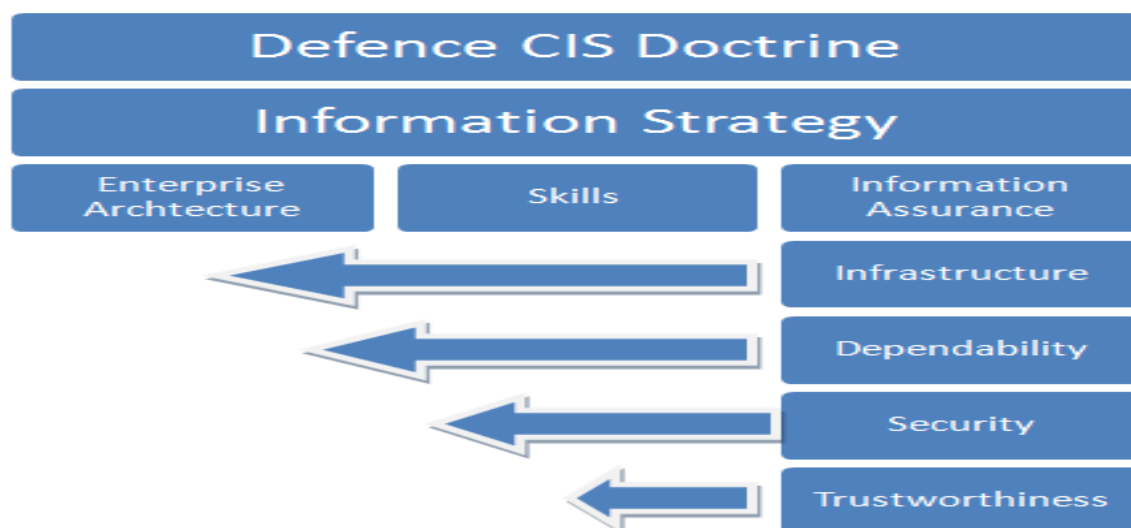 Defence CIS Doctrine
Information Strategy
Enterprise
Archtecture
Skills
Information
Assurance
Infrastructure
Dependability
Security
Trustworthiness